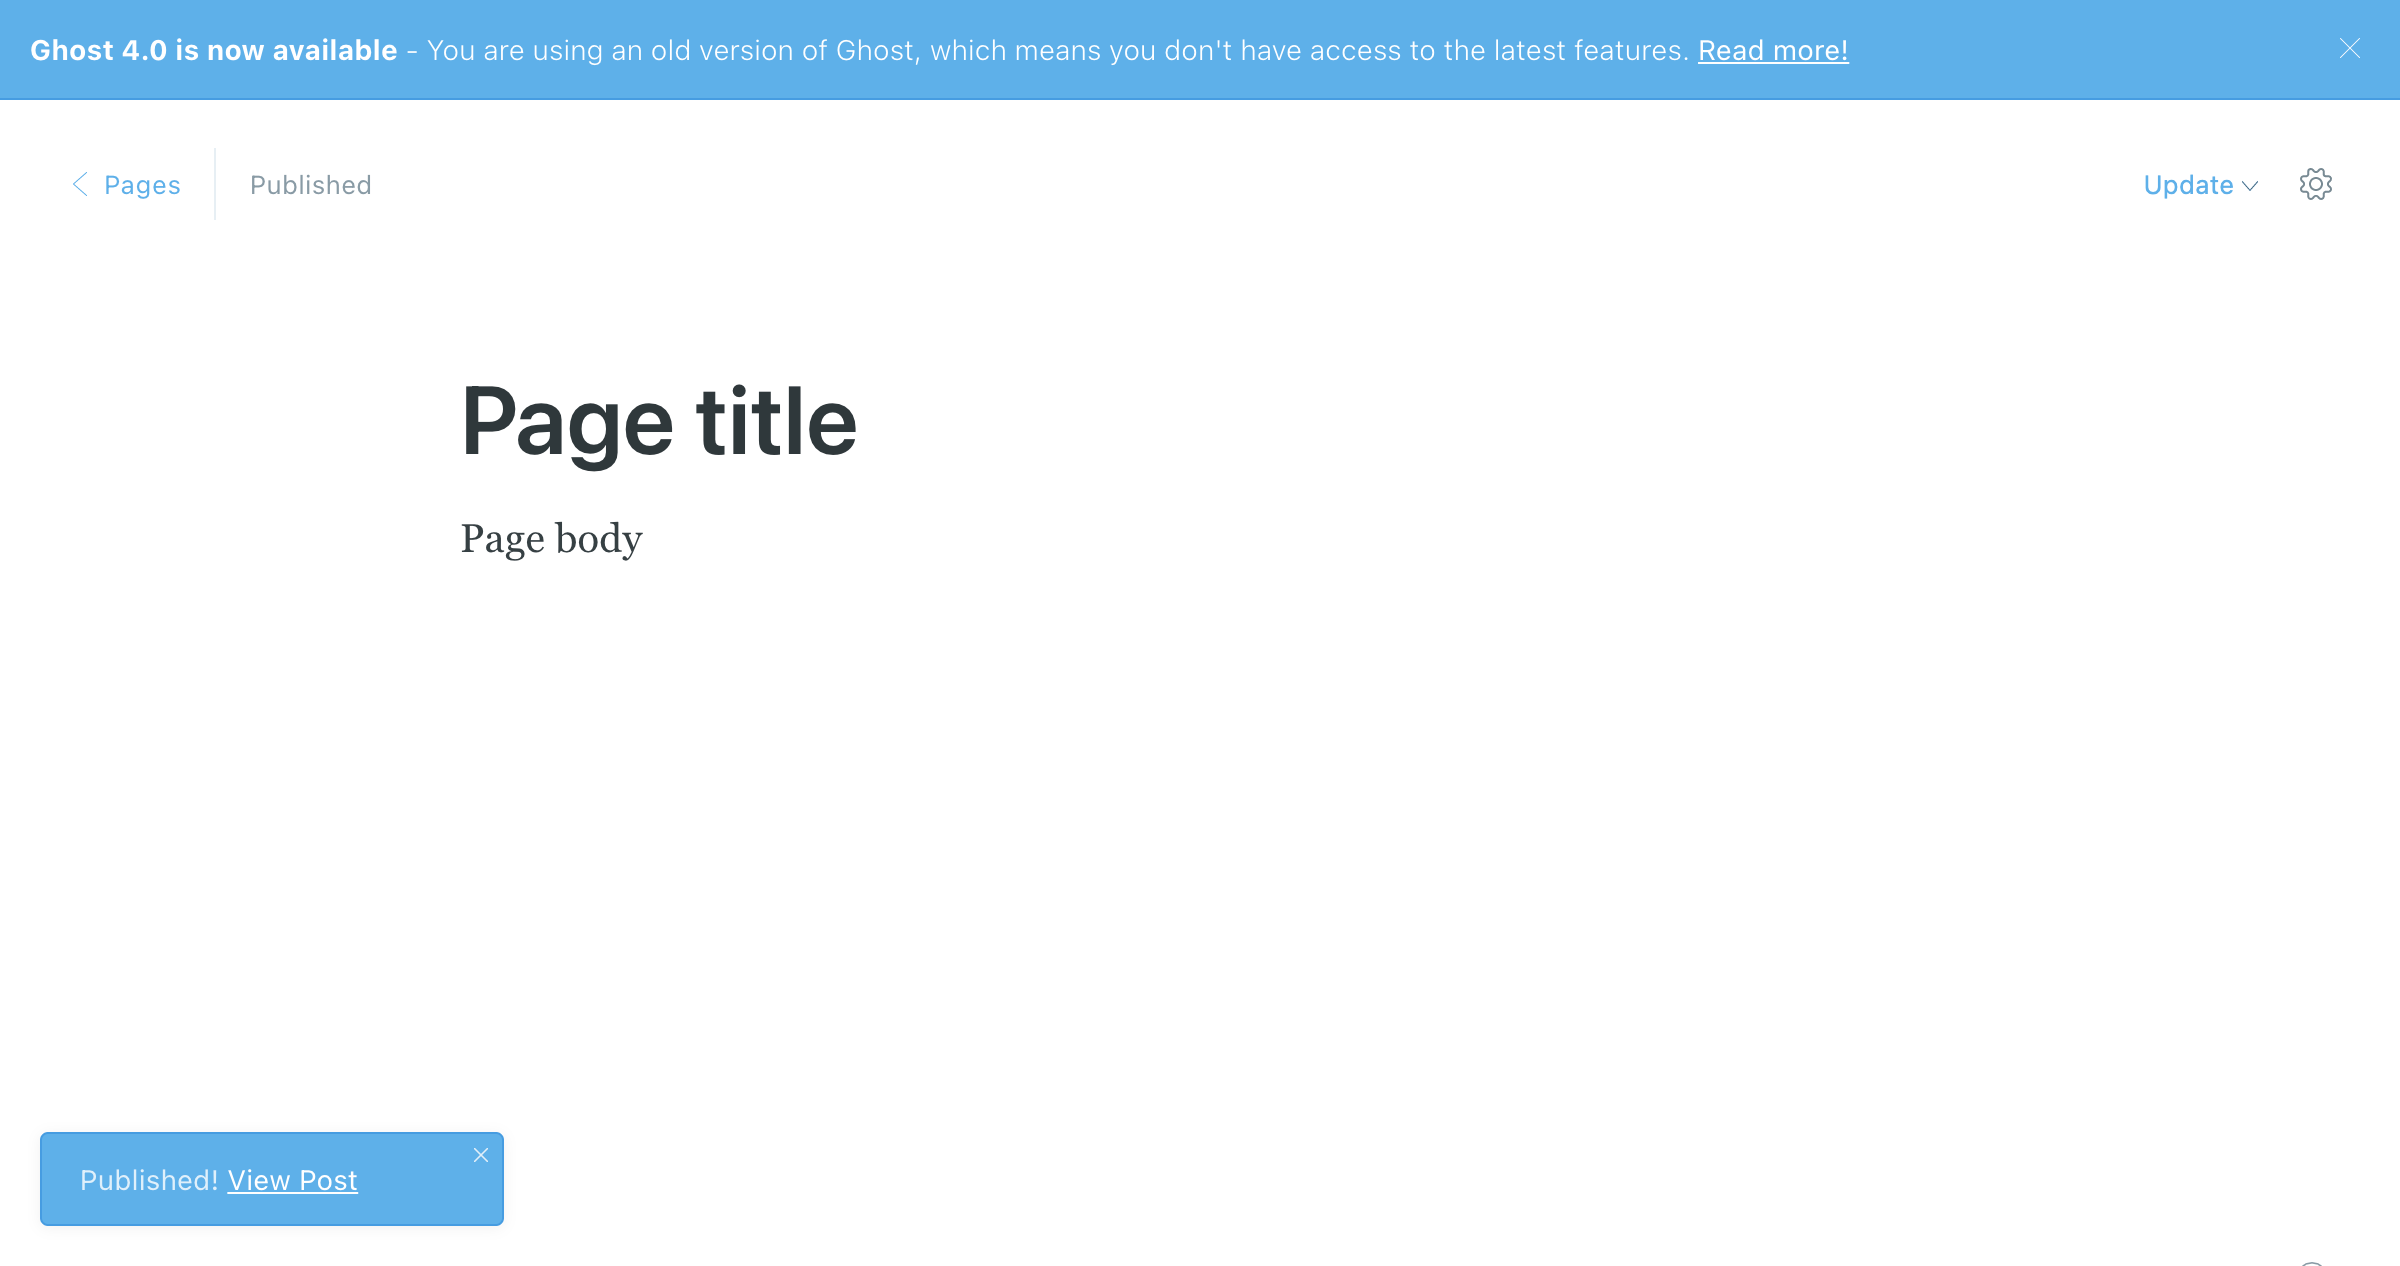 Ghost 4.0 is now available - You are using an old version of Ghost, which means you don't have access to the latest features. Read more!
Pages
Published
Update
Page title
Page body
Published! View Post